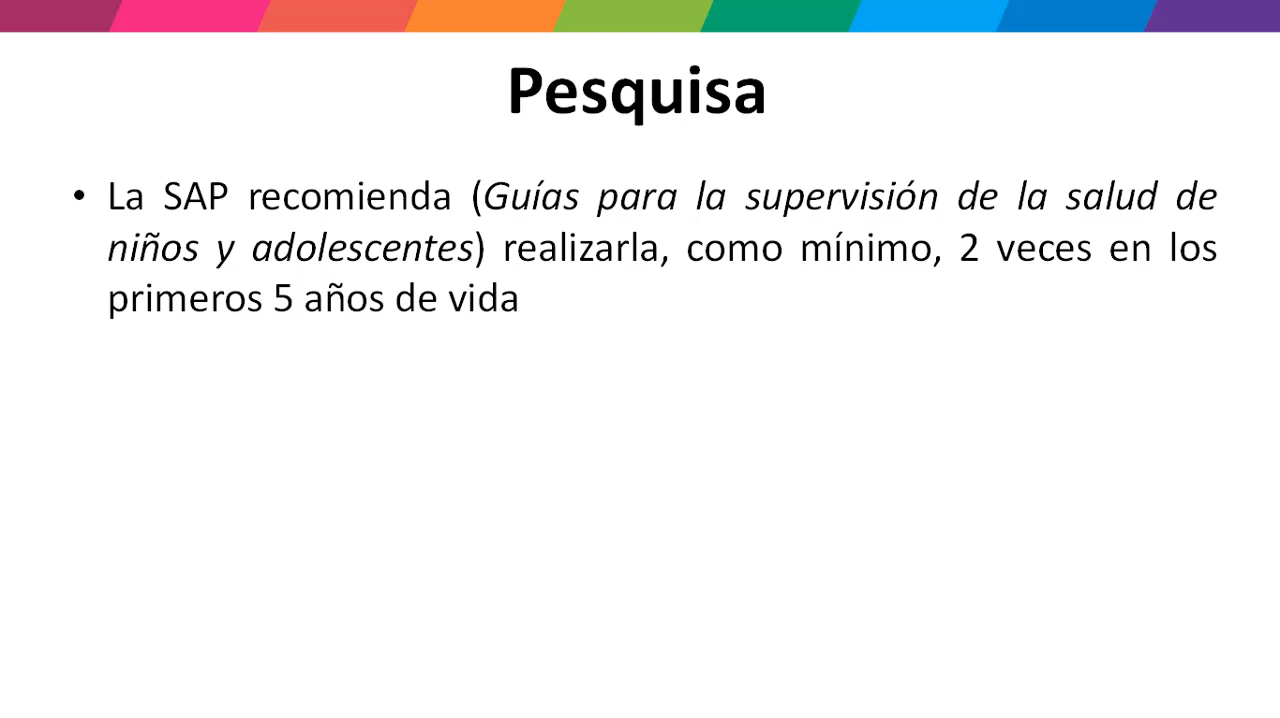 Pesquisa
• La SAP recomienda (Guías para la supervisión de la salud de
niños y adolescentes) realizarla, como mínimo, 2 veces en los
primeros 5 años de vida